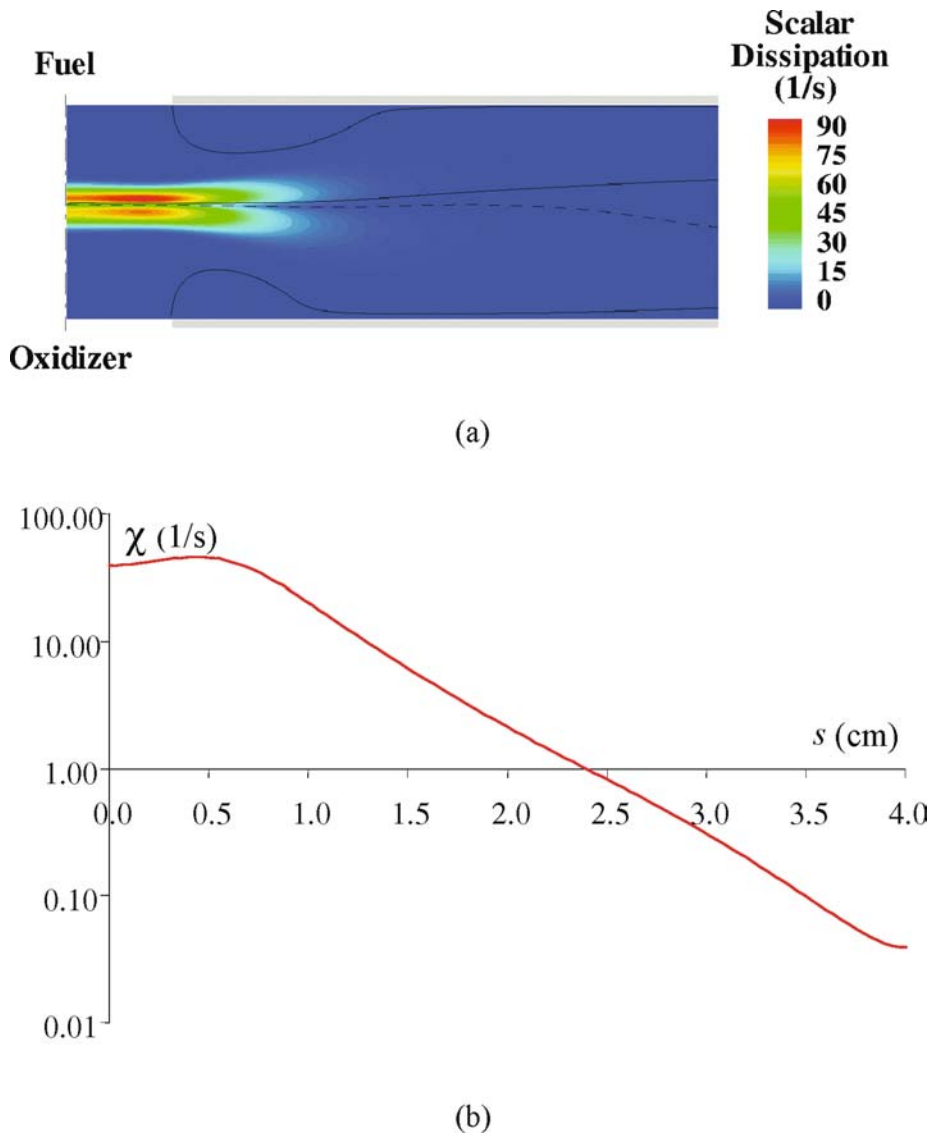 (a)
Fuel
Scalar
Dissipation
(1/s)
90
75
60
45
30
15
0
Oxidizer
(a)
100.00
χ (1/s)
10.00
s (cm)
1.00
0.0 0.5 1.0 1.5 2.0 2.5 3.0 3.5 4.0
0.10
0.01
(b)